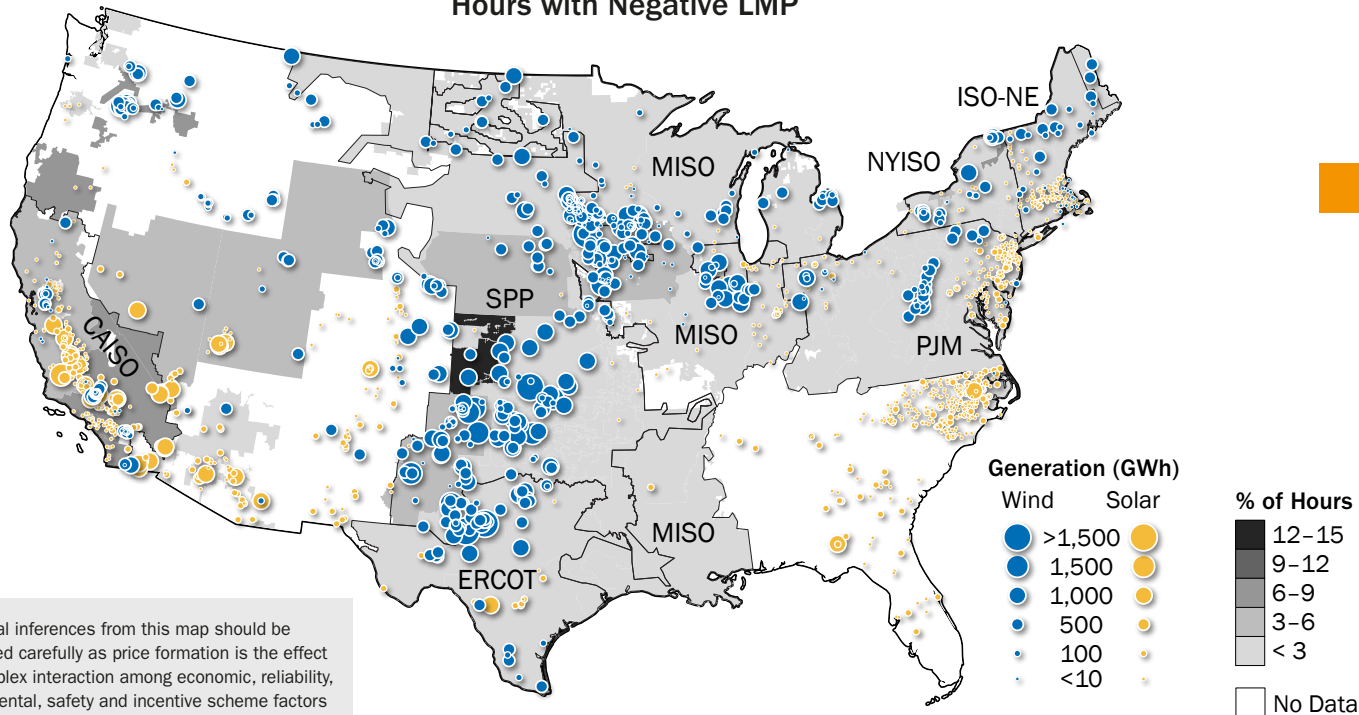 Hours with Negative LMP
ISO-NE
NYISO
MISO
SPP
CAISO
MISO
PJM
MISO
ERCOT
Generation (GWh)
Wind Solar
>1,500
1,500
1,000
500
100
<10
% of Hours
12–15
9–12
6–9
3–6
< 3
No Data
al inferences from this map should be
ed carefully as price formation is the effect
plex interaction among economic, reliability,
ental, safety and incentive scheme factors